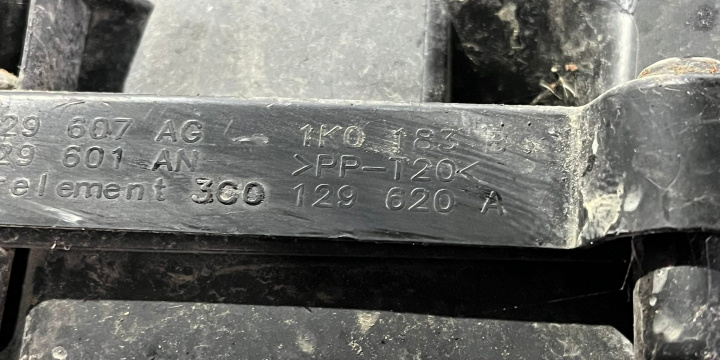 29 607 AG 1K0 183 B
29 601 AN >PP-T20<
element 3C0 129 620 A